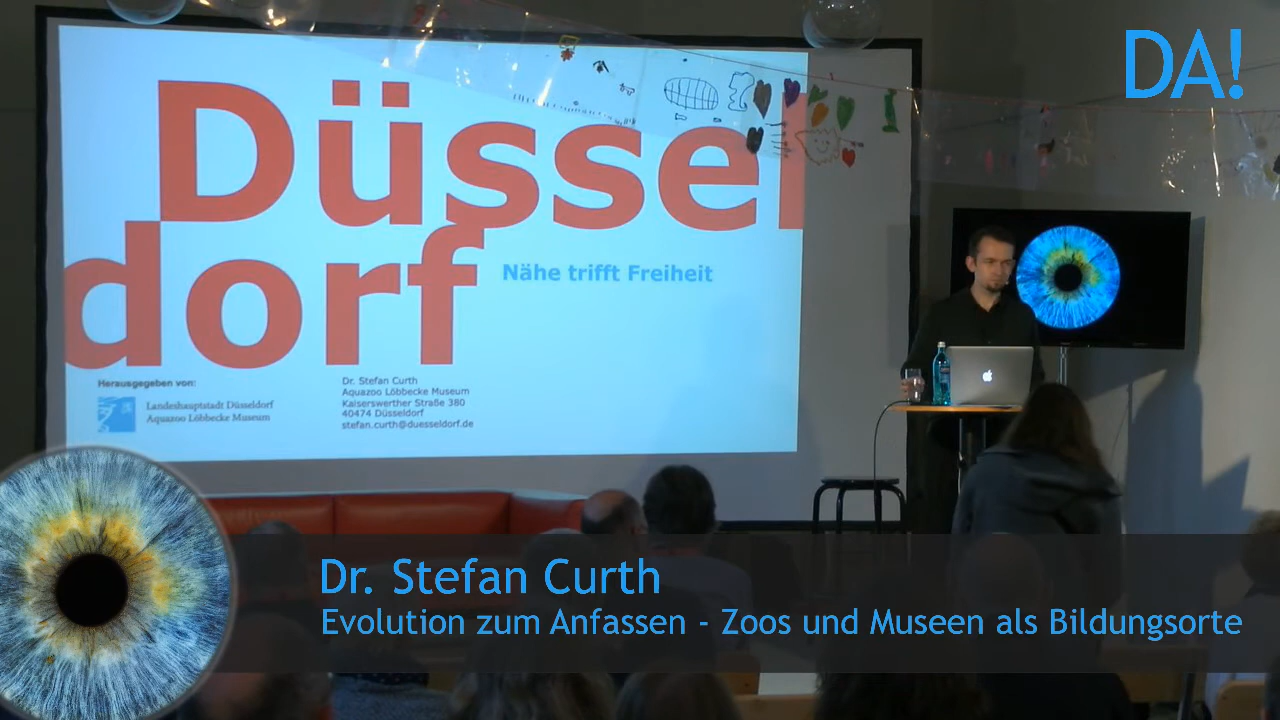 DA!
Düssel
dorf
Nähe trifft Freiheit
Herausgegeben von:
Landeshauptstadt Düsseldorf
Aquazoo Löbbecke Museum
Dr. Stefan Curth
Aquazoo Löbbecke Museum
Kaiserswerther Straße 380
40474 Düsseldorf
stefan.curth@duesseldorf.de
Dr. Stefan Curth
Evolution zum Anfassen - Zoos und Museen als Bildungsorte